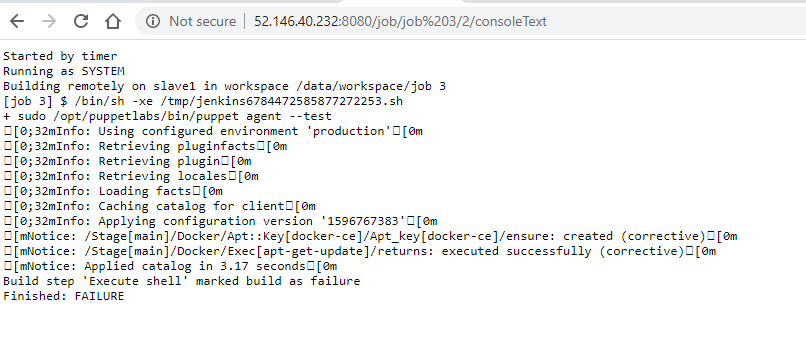 Not secure | 52.146.40.232:8080/job/job%203/2/consoleText
Started by timer
Running as SYSTEM
Building remotely on slave1 in workspace /data/workspace/job 3
[job 3] $ /bin/sh -xe /tmp/jenkins6784472585877272253.sh
+ sudo /opt/puppetlabs/bin/puppet agent --test
□[0;32mInfo: Using configured environment 'production'□[0m
□[0;32mInfo: Retrieving pluginfacts□[0m
□[0;32mInfo: Retrieving plugin□[0m
□[0;32mInfo: Retrieving locales□[0m
□[0;32mInfo: Loading facts□[0m
□[0;32mInfo: Caching catalog for client□[0m
□[0;32mInfo: Applying configuration version '1596767383'□[0m
□[mNotice: /Stage[main]/Docker/Apt::Key[docker-ce]/Apt_key[docker-ce]/ensure: created (corrective)□[0m
□[mNotice: /Stage[main]/Docker/Exec[apt-get-update]/returns: executed successfully (corrective)□[0m
□[mNotice: Applied catalog in 3.17 seconds□[0m
Build step 'Execute shell' marked build as failure
Finished: FAILURE